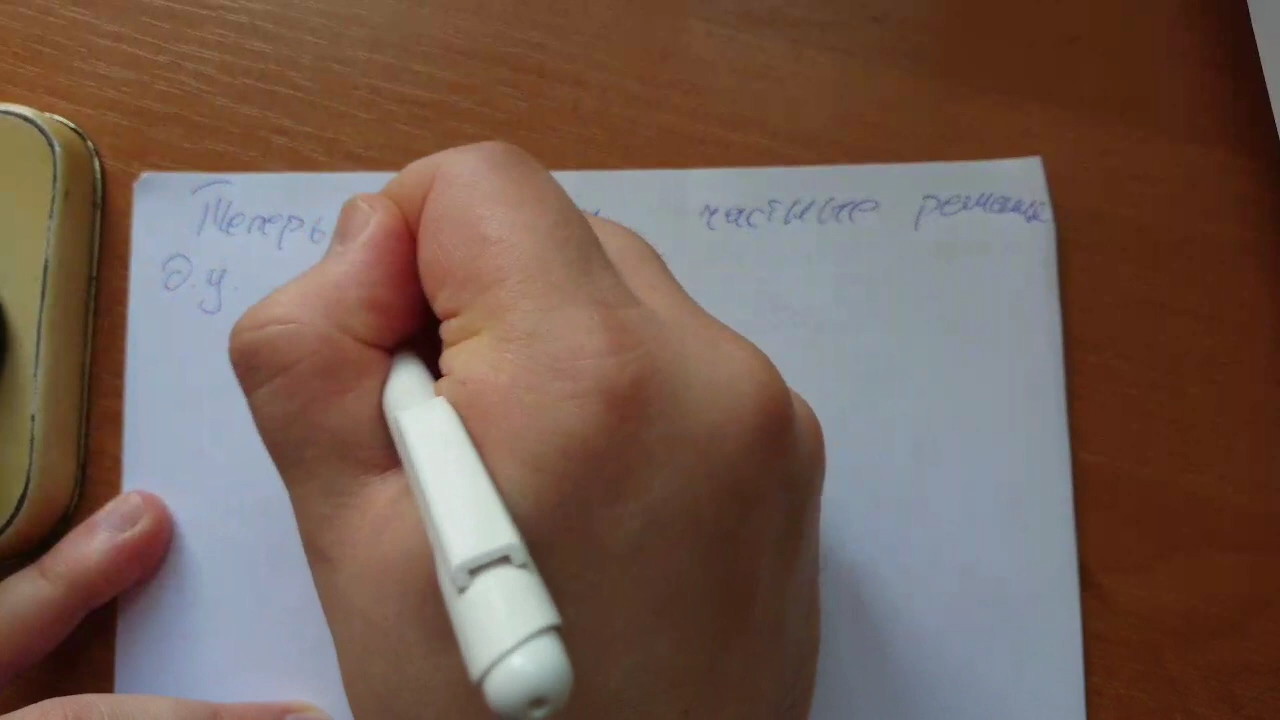 Теперь частные решения
д.у.